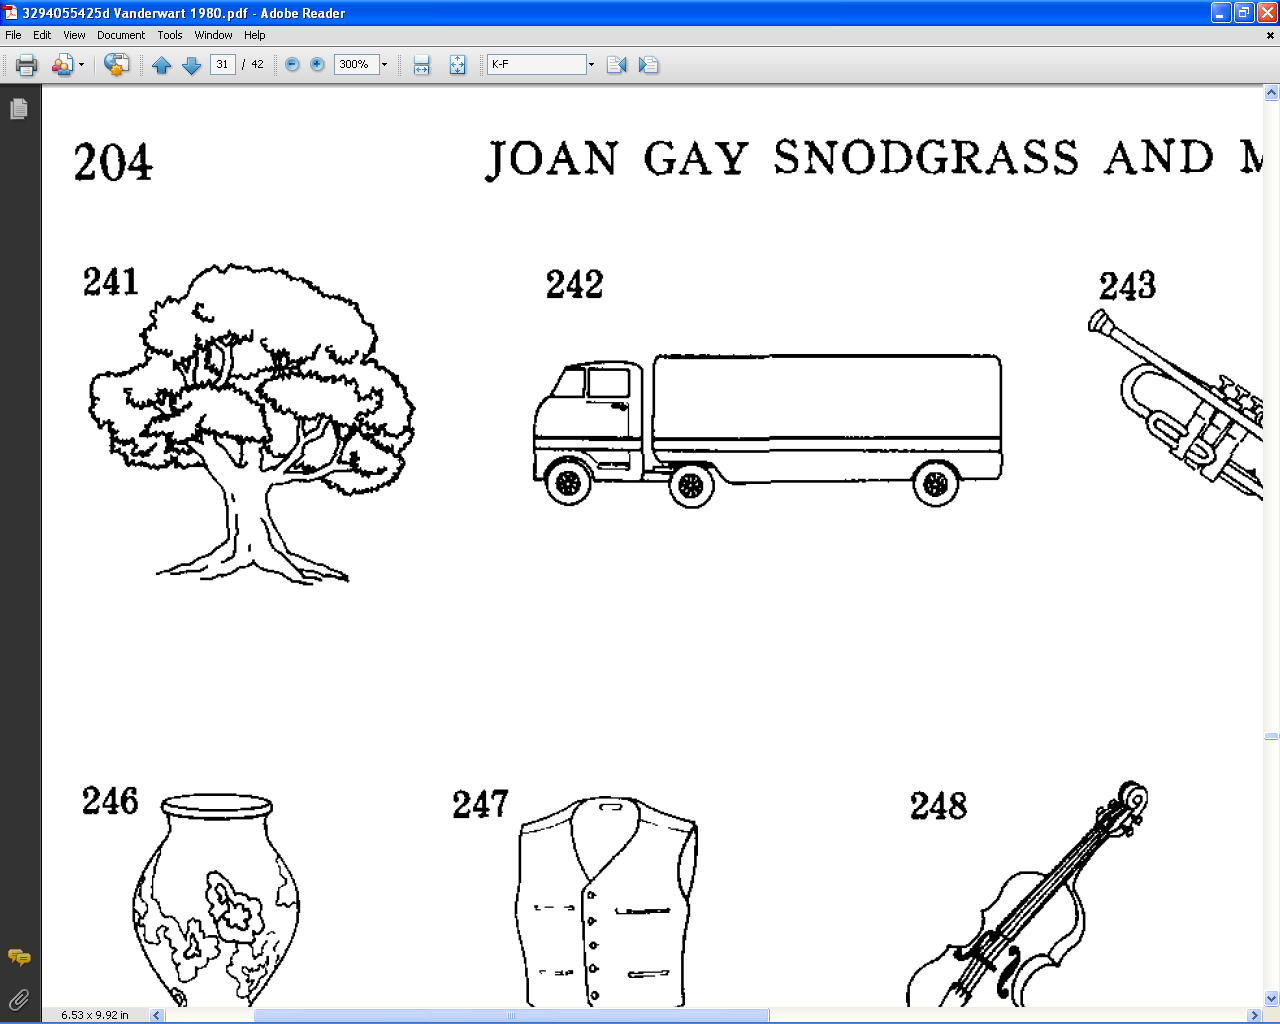 3294055425d Vanderwart 1980.pdf - Adobe Reader
File Edit View Document Tools Window Help
31 / 42 300% K-F
204 JOAN GAY SNODGRASS AND M
241 242 243
246 247 248
6.53 x 9.92 in